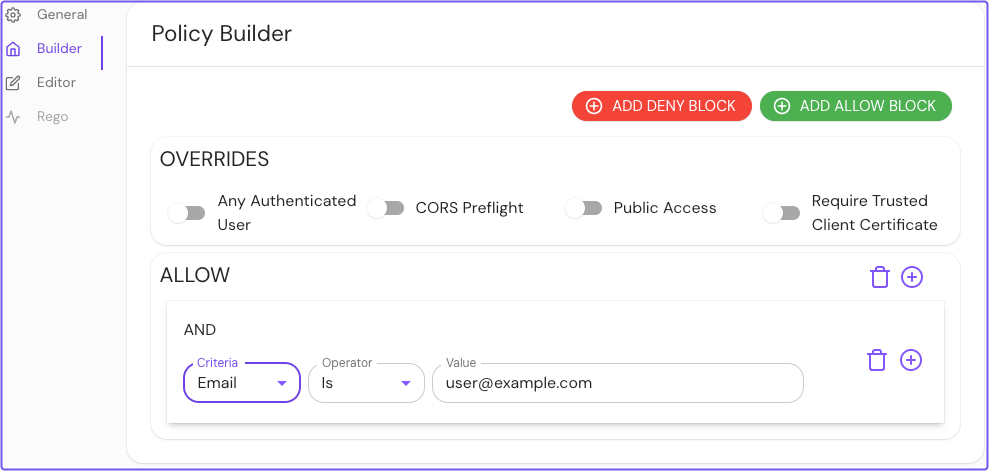 General
Builder
Editor
Rego
Policy Builder
ADD DENY BLOCK
ADD ALLOW BLOCK
OVERRIDES
Any Authenticated
User
CORS Preflight
Public Access
Require Trusted
Client Certificate
ALLOW
AND
Criteria
Email
Operator
Is
Value
user@example.com